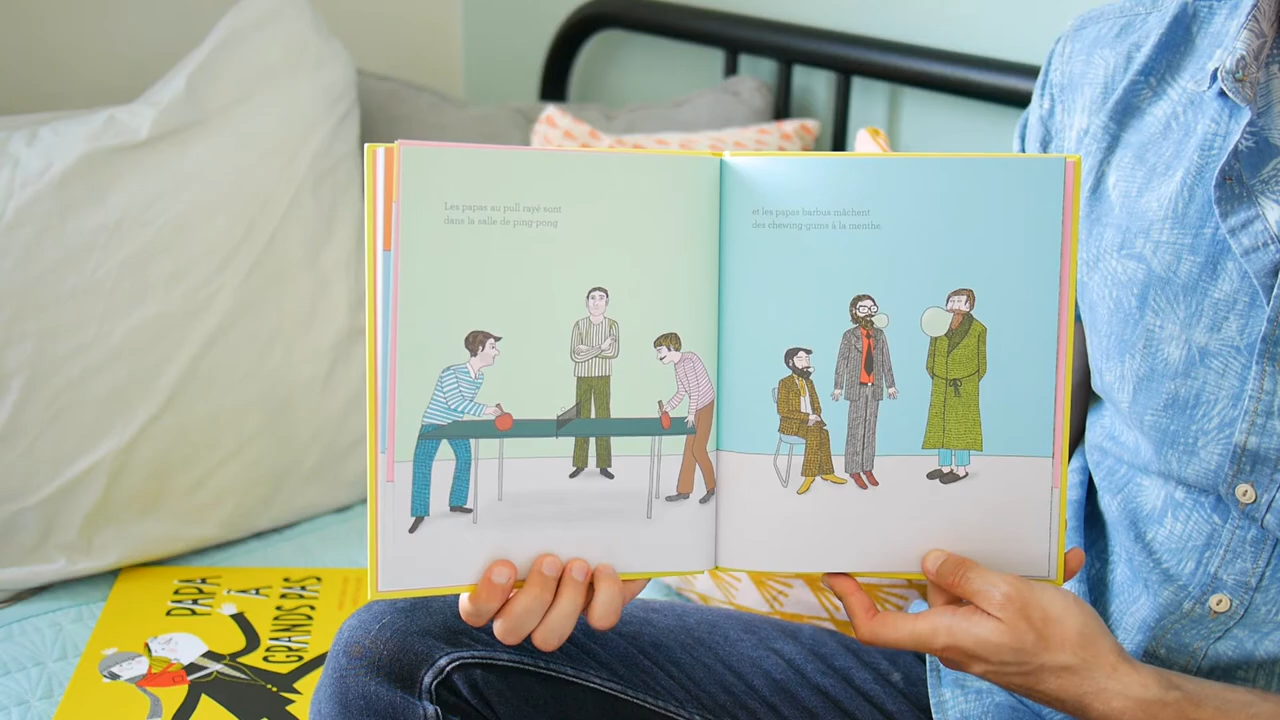 Les papas au pull rayé sont
dans la salle de ping-pong
et les papas barbus mâchent
des chewing-gums à la menthe.
PAPA
À
GRANDS PAS